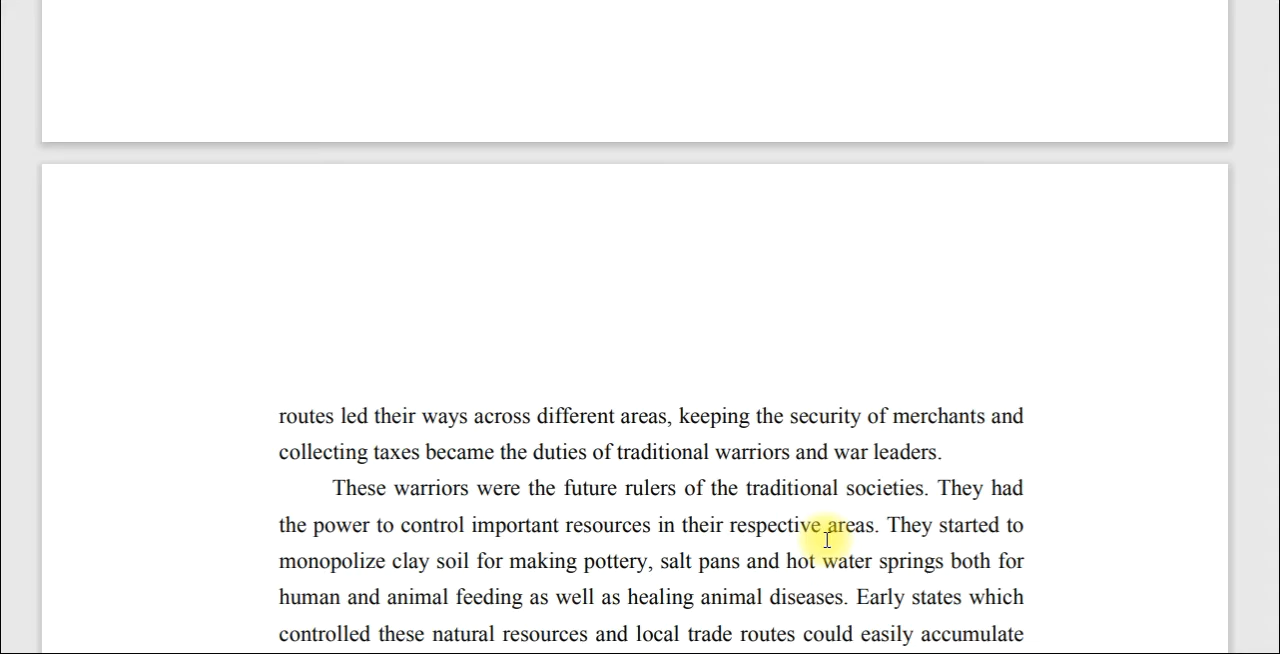 routes led their ways across different areas, keeping the security of merchants and
collecting taxes became the duties of traditional warriors and war leaders.
These warriors were the future rulers of the traditional societies. They had
the power to control important resources in their respective areas. They started to
monopolize clay soil for making pottery, salt pans and hot water springs both for
human and animal feeding as well as healing animal diseases. Early states which
controlled these natural resources and local trade routes could easily accumulate